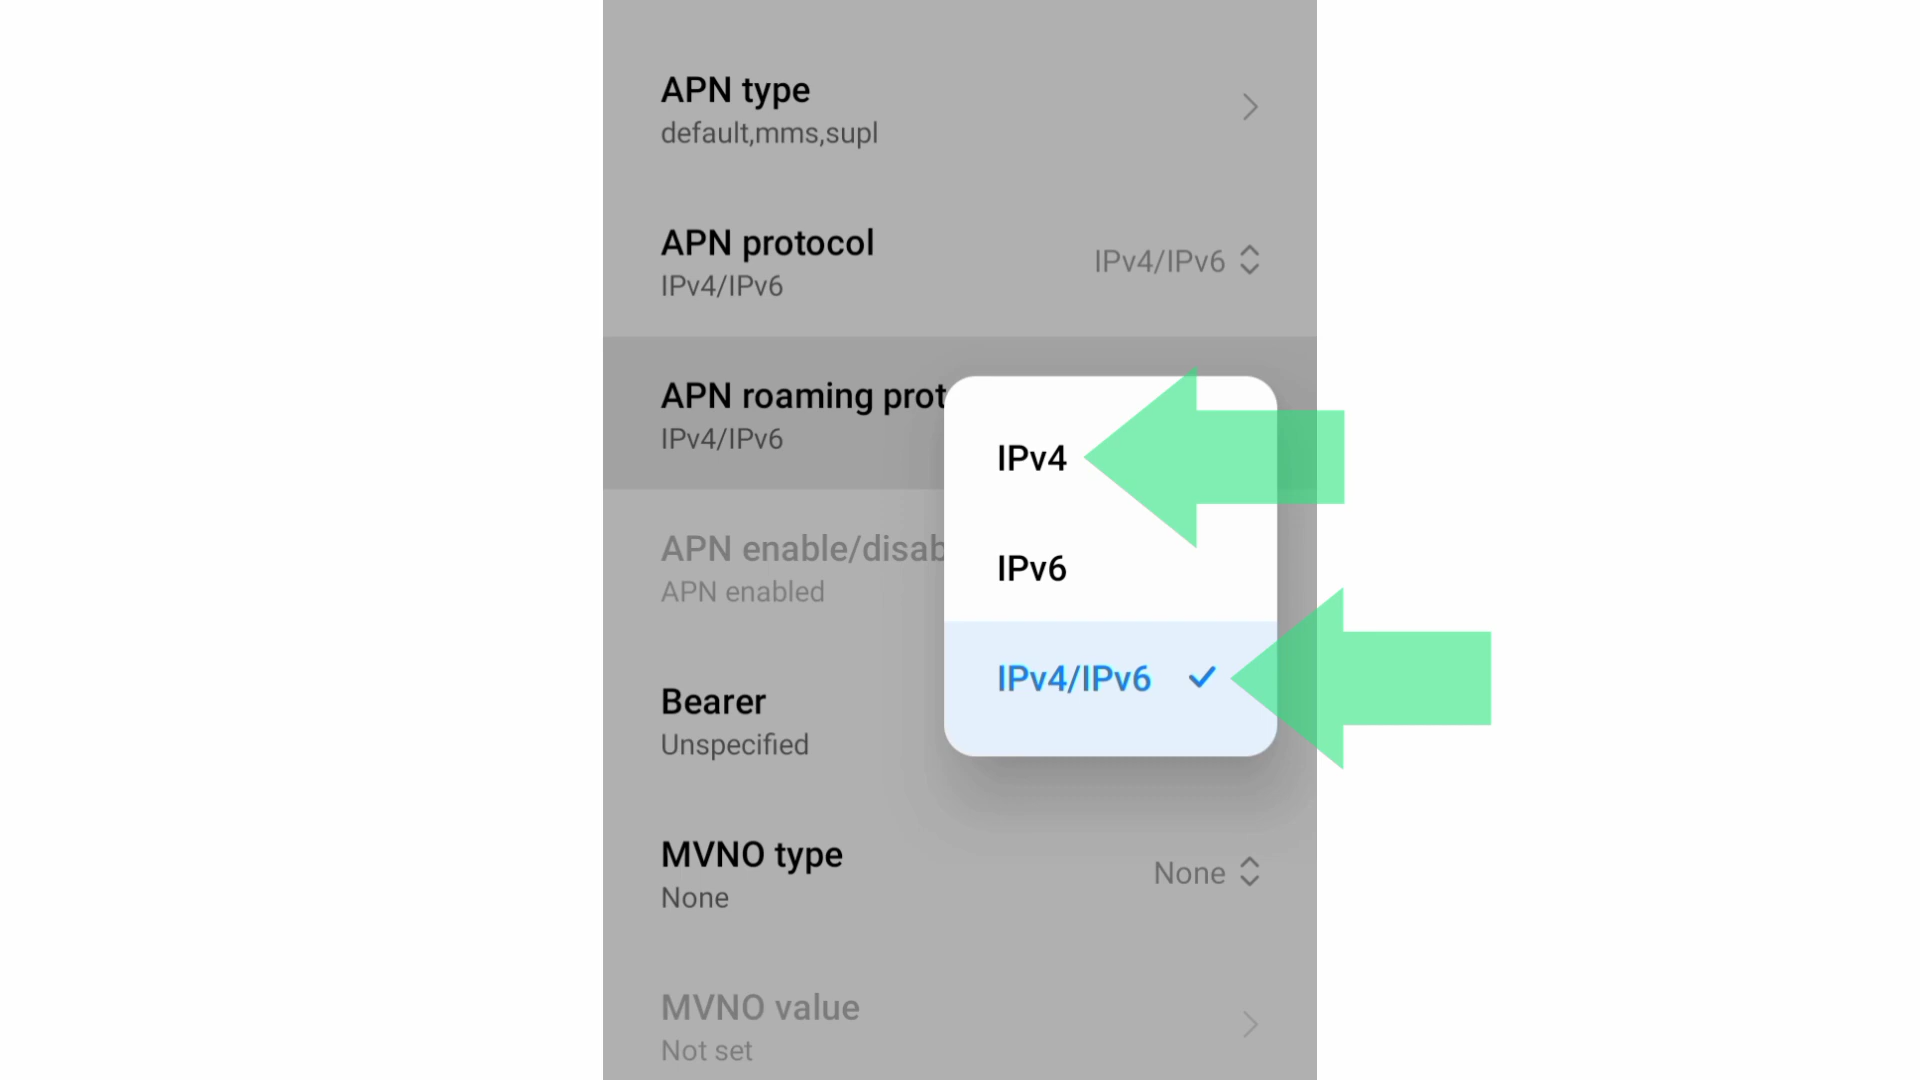 APN type
default,mms,supl
APN protocol
IPv4/IPv6
IPv4/IPv6
APN roaming prot
IPv4/IPv6
IPv4
IPv6
IPv4/IPv6
APN enable/disab
APN enabled
Bearer
Unspecified
MVNO type
None
None
MVNO value
Not set